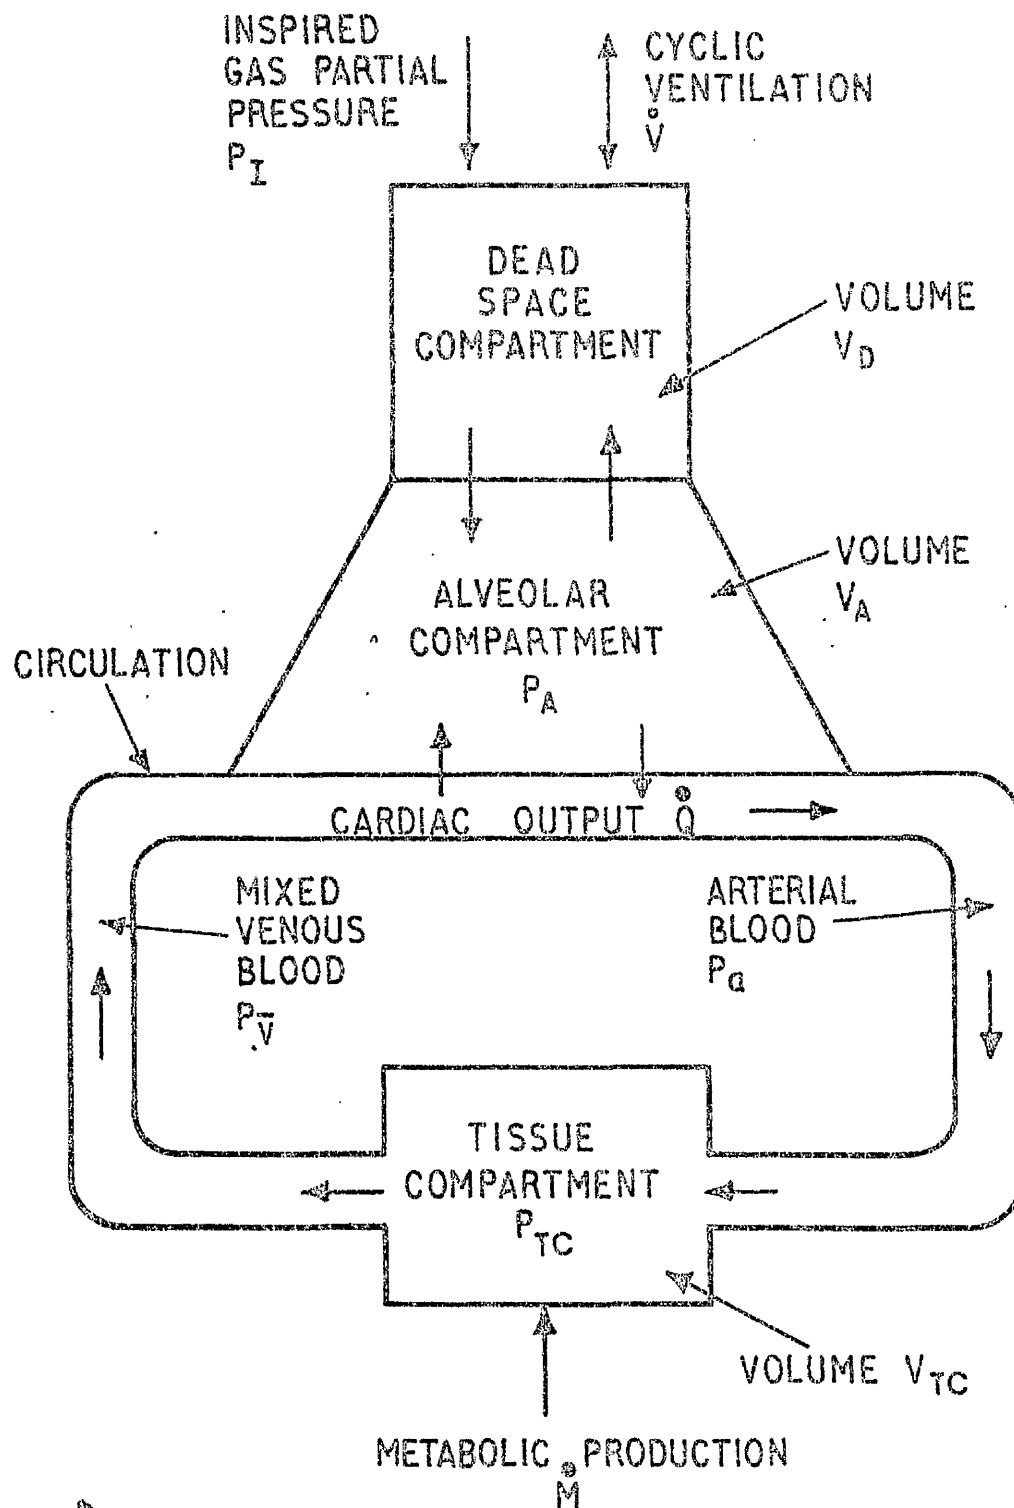 INSPIRED
GAS PARTIAL
PRESSURE
P_I
CYCLIC
VENTILATION
V̇
DEAD
SPACE
COMPARTMENT
VOLUME
V_D
VOLUME
V_A
ALVEOLAR
COMPARTMENT
P_A
CIRCULATION
CARDIAC OUTPUT Q̇
MIXED
VENOUS
BLOOD
P_V̄
ARTERIAL
BLOOD
P_a
TISSUE
COMPARTMENT
P_TC
VOLUME V_TC
METABOLIC PRODUCTION
Ṁ